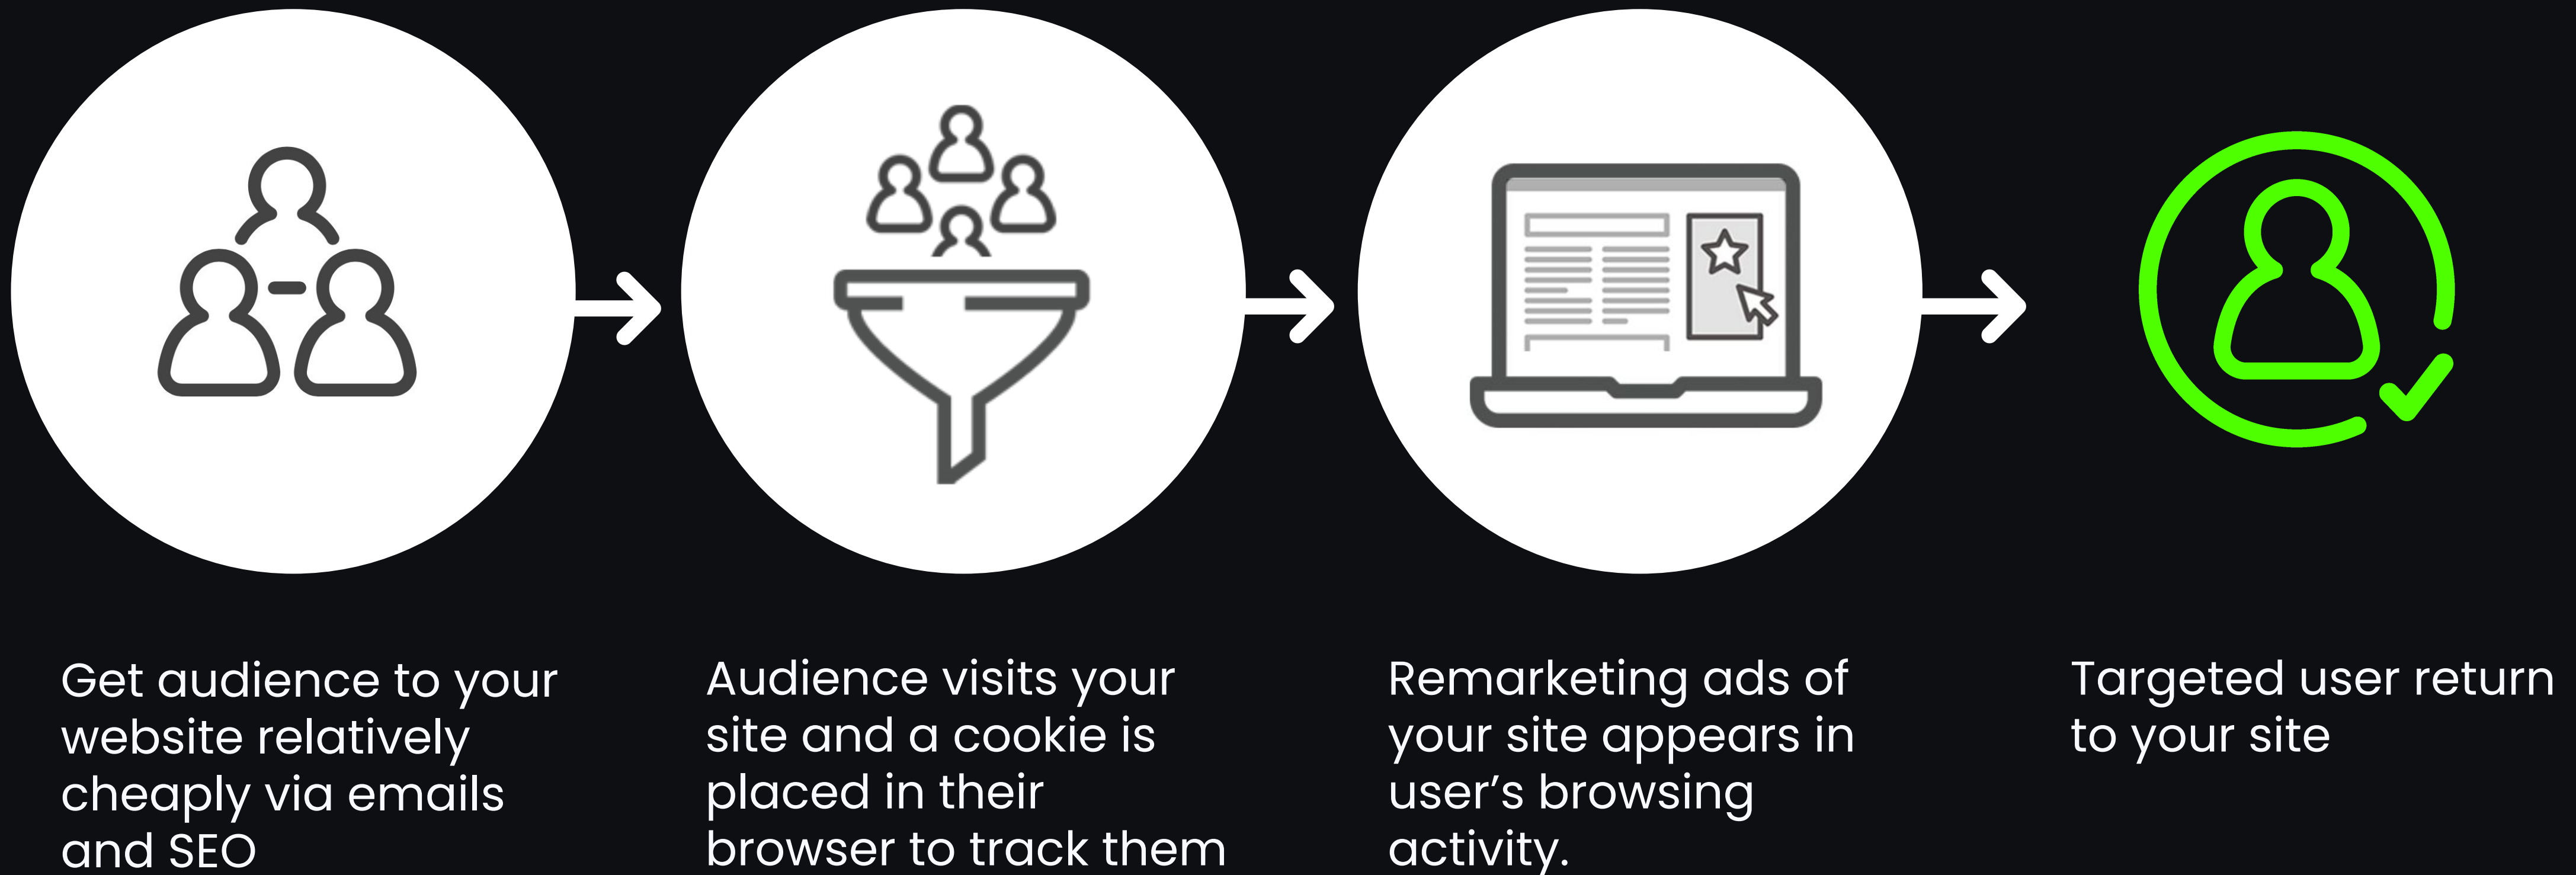 Get audience to your
website relatively
cheaply via emails
and SEO
Audience visits your
site and a cookie is
placed in their
browser to track them
Remarketing ads of
your site appears in
user’s browsing
activity.
Targeted user return
to your site